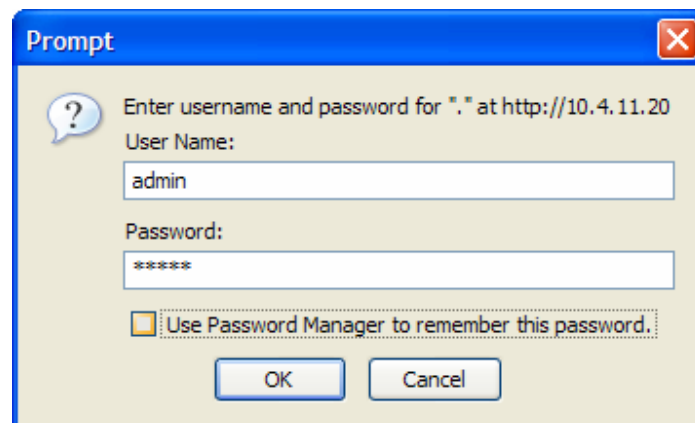 Prompt
Enter username and password for "." at http://10.4.11.20
User Name:
admin
Password:
*****
Use Password Manager to remember this password.
OK Cancel